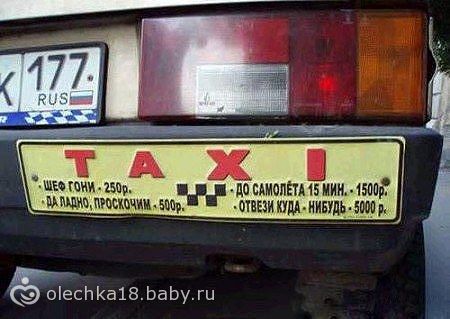 К 177
RUS
TAXI
- ШЕФ ГОНИ - 250р.
- ДА ЛАДНО, ПРОСКОЧИМ - 500р.
- ДО САМОЛЁТА 15 МИН. - 1500р.
- ОТВЕЗИ КУДА - НИБУДЬ - 5000 р.
olechka18.baby.ru